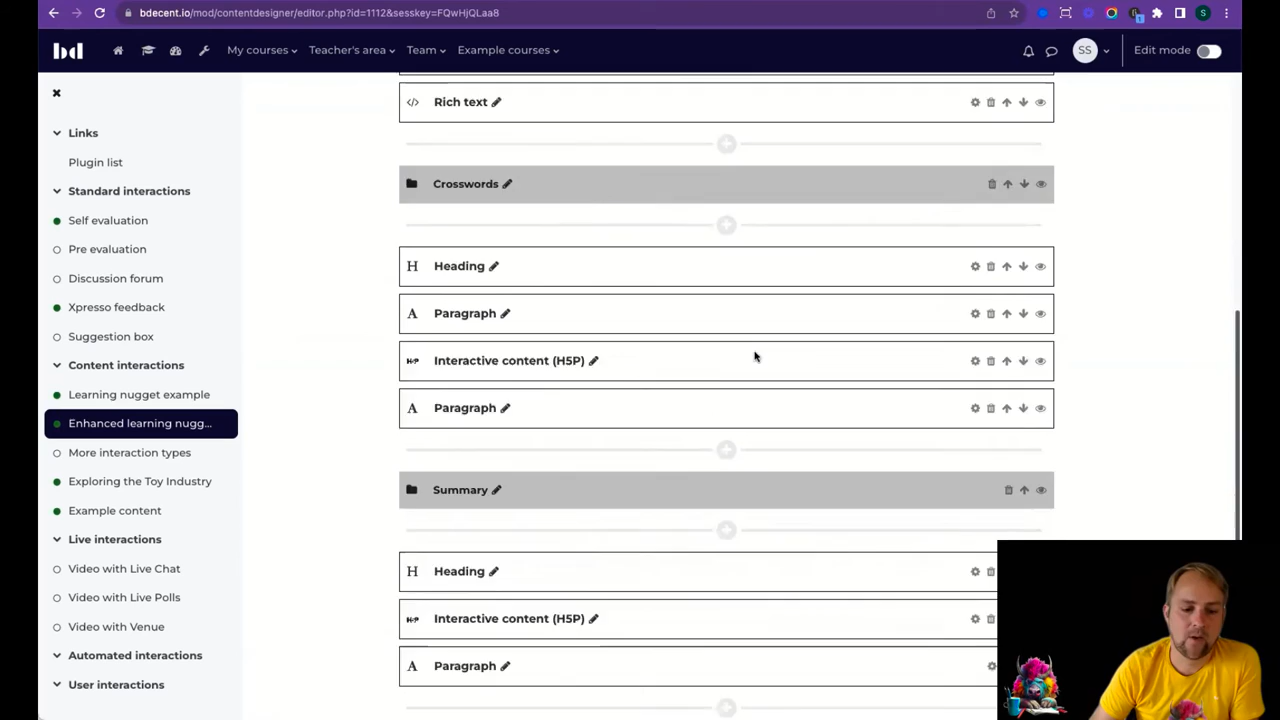 bdecent.io/mod/contentdesigner/editor.php?id=1112&sesskey=FQwHjQLaa8
bd
My courses
Teacher's area
Team
Example courses
SS
Edit mode
Links
Plugin list
Standard interactions
Self evaluation
Pre evaluation
Discussion forum
Xpresso feedback
Suggestion box
Content interactions
Learning nugget example
Enhanced learning nugg...
More interaction types
Exploring the Toy Industry
Example content
Live interactions
Video with Live Chat
Video with Live Polls
Video with Venue
Automated interactions
User interactions
Rich text
Crosswords
H Heading
A Paragraph
H-P Interactive content (H5P)
A Paragraph
Summary
H Heading
H-P Interactive content (H5P)
A Paragraph